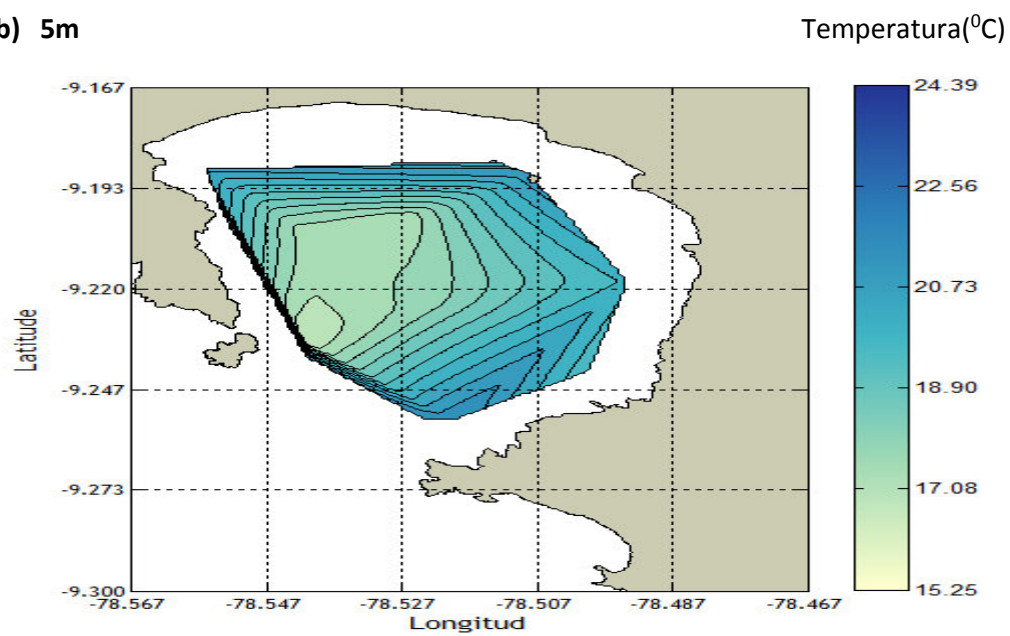 b) 5m
Temperatura(⁰C)
-9.167
-9.193
-9.220
-9.247
-9.273
-9.300
Latitude
-78.567 -78.547 -78.527 -78.507 -78.487 -78.467
Longitud
24.39
22.56
20.73
18.90
17.08
15.25